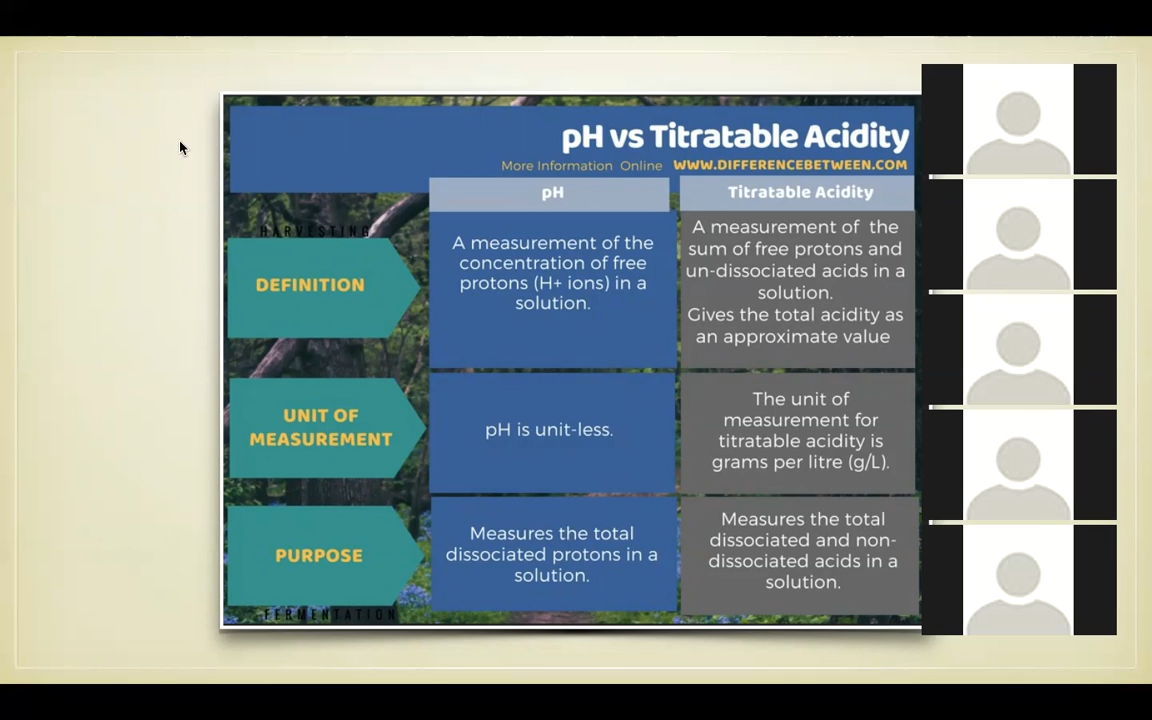 pH vs Titratable Acidity
More Information Online WWW.DIFFERENCEBETWEEN.COM
pH
Titratable Acidity
HARVESTING
DEFINITION
A measurement of the
concentration of free
protons (H+ ions) in a
solution.
A measurement of the
sum of free protons and
un-dissociated acids in a
solution.
Gives the total acidity as
an approximate value
UNIT OF
MEASUREMENT
pH is unit-less.
The unit of
measurement for
titratable acidity is
grams per litre (g/L).
PURPOSE
Measures the total
dissociated protons in a
solution.
Measures the total
dissociated and non-
dissociated acids in a
solution.
FERMENTATION